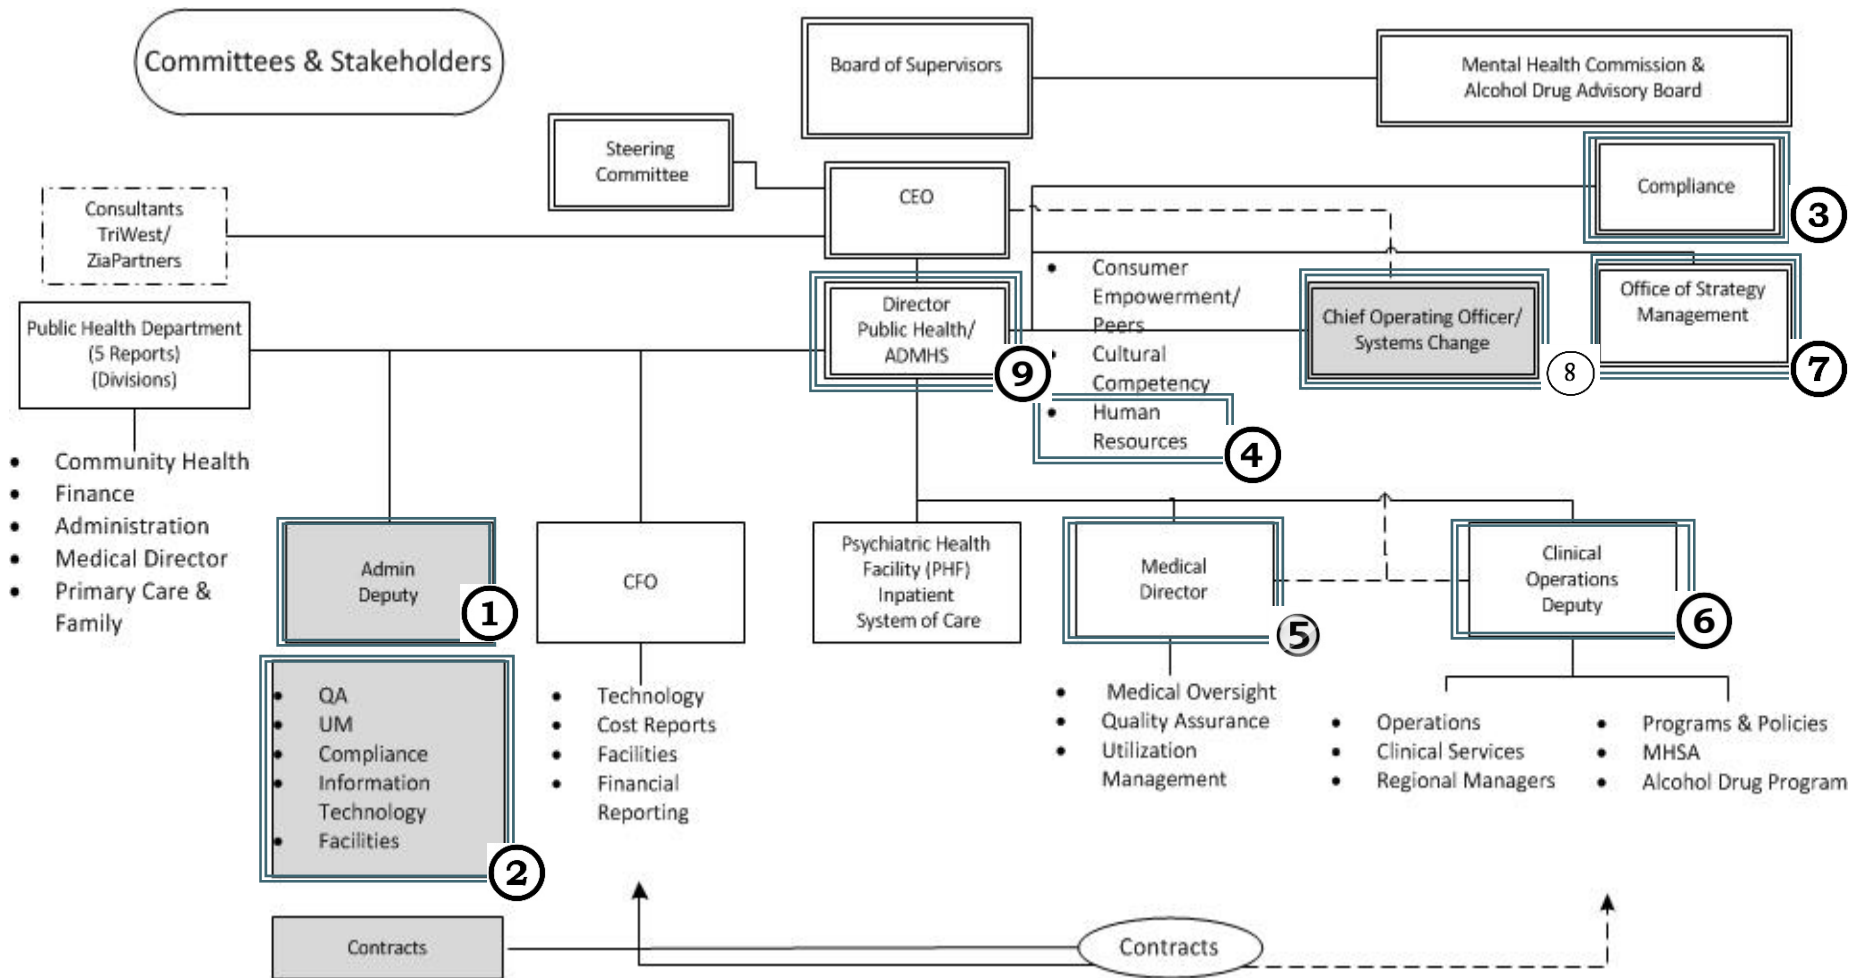 Committees & Stakeholders
Board of Supervisors
Mental Health Commission &
Alcohol Drug Advisory Board
Steering
Committee
CEO
Compliance
3
Consultants
TriWest/
ZiaPartners
Public Health Department
(5 Reports)
(Divisions)
• Community Health
• Finance
• Administration
• Medical Director
• Primary Care &
Family
Director
Public Health/
ADMHS
9
• Consumer
Empowerment/
Peers
• Cultural
Competency
• Human
Resources
4
Chief Operating Officer/
Systems Change
8
Office of Strategy
Management
7
Admin
Deputy
1
• QA
• UM
• Compliance
• Information
Technology
• Facilities
2
CFO
• Technology
• Cost Reports
• Facilities
• Financial
Reporting
Psychiatric Health
Facility (PHF)
Inpatient
System of Care
Medical
Director
5
• Medical Oversight
• Quality Assurance
• Utilization
Management
Clinical
Operations
Deputy
6
• Operations
• Clinical Services
• Regional Managers
• Programs & Policies
• MHSA
• Alcohol Drug Program
Contracts
Contracts